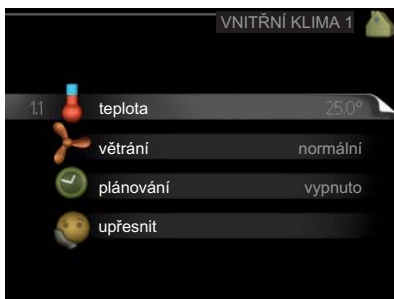 VNITŘNÍ KLIMA 1
1.1 teplota 25.0°
větrání normální
plánování vypnuto
upřesnit